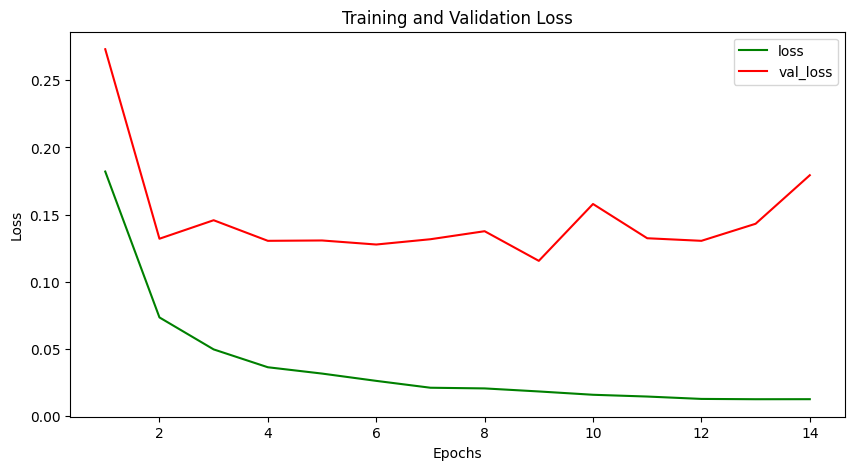 Training and Validation Loss
loss
val_loss
0.25
0.20
0.15
0.10
0.05
0.00
Loss
2 4 6 8 10 12 14
Epochs